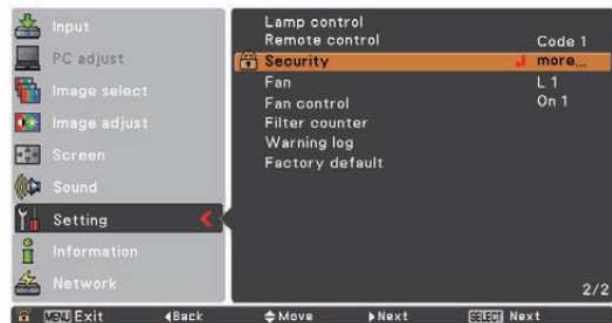 Input
PC adjust
Image select
Image adjust
Screen
Sound
Setting
Information
Network
Lamp control
Remote control Code 1
Security more...
Fan L 1
Fan control On 1
Filter counter
Warning log
Factory default
2/2
MENU Exit Back Move Next SELECT Next